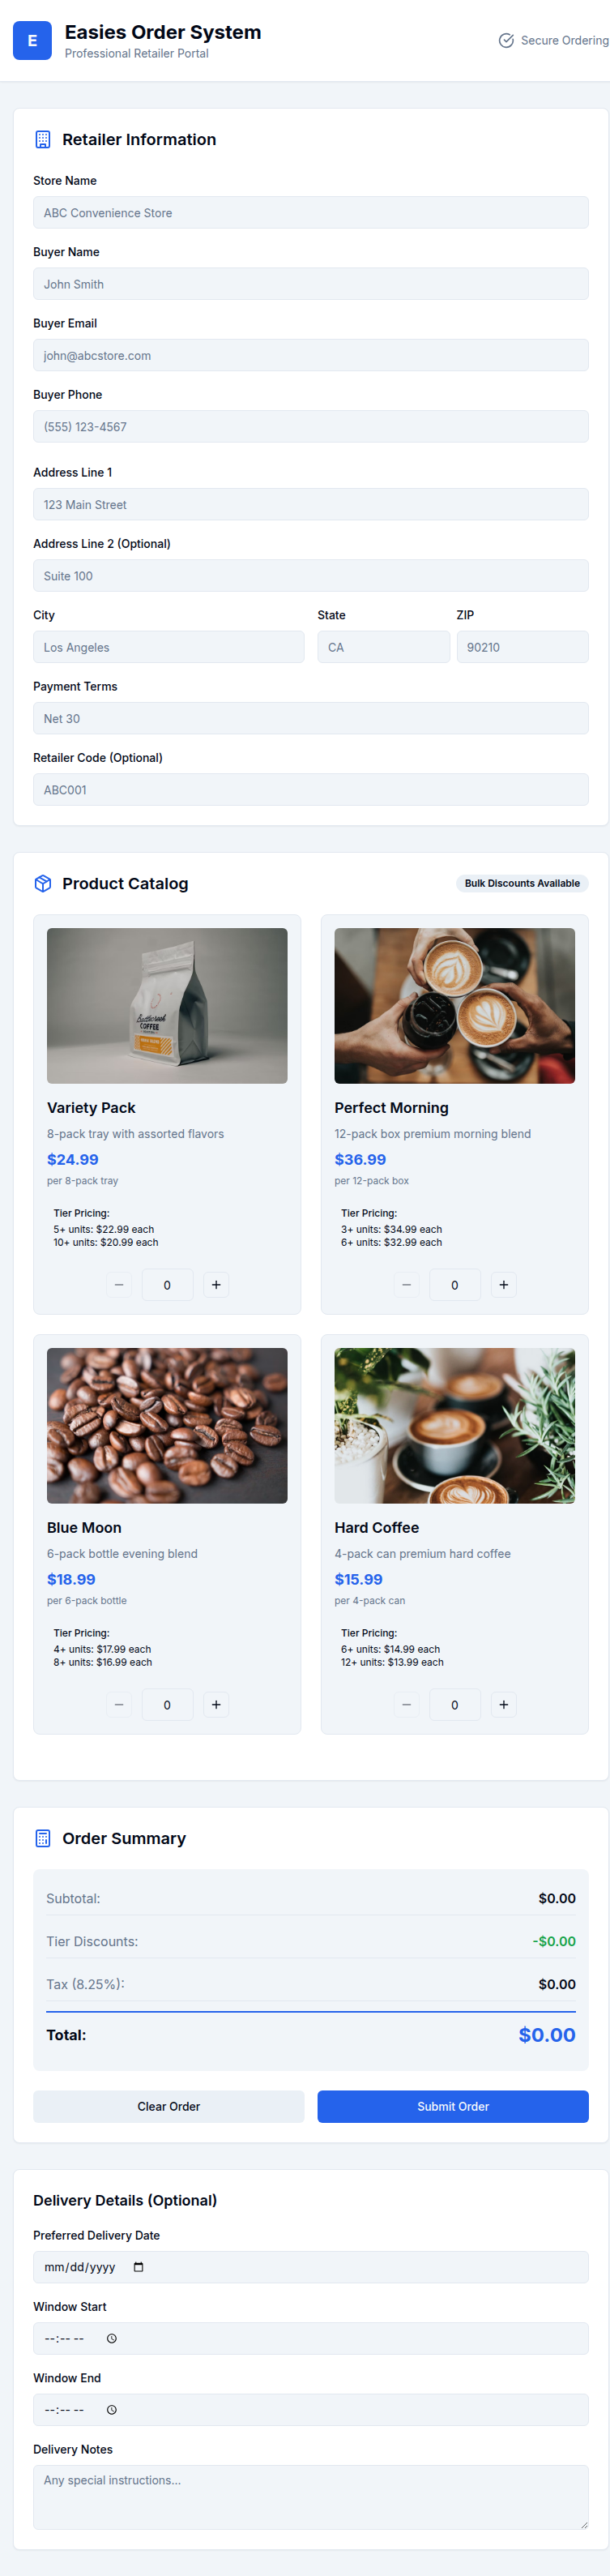 E
Easies Order System
Professional Retailer Portal
Secure Ordering
Retailer Information
Store Name
ABC Convenience Store
Buyer Name
John Smith
Buyer Email
john@abcstore.com
Buyer Phone
(555) 123-4567
Address Line 1
123 Main Street
Address Line 2 (Optional)
Suite 100
City State ZIP
Los Angeles CA 90210
Payment Terms
Net 30
Retailer Code (Optional)
ABC001
Product Catalog
Bulk Discounts Available
COFFEE
Variety Pack
8-pack tray with assorted flavors
$24.99
per 8-pack tray
Tier Pricing:
5+ units: $22.99 each
10+ units: $20.99 each
0
Perfect Morning
12-pack box premium morning blend
$36.99
per 12-pack box
Tier Pricing:
3+ units: $34.99 each
6+ units: $32.99 each
0
Blue Moon
6-pack bottle evening blend
$18.99
per 6-pack bottle
Tier Pricing:
4+ units: $17.99 each
8+ units: $16.99 each
0
Hard Coffee
4-pack can premium hard coffee
$15.99
per 4-pack can
Tier Pricing:
6+ units: $14.99 each
12+ units: $13.99 each
0
Order Summary
Subtotal: $0.00
Tier Discounts: -$0.00
Tax (8.25%): $0.00
Total: $0.00
Clear Order
Submit Order
Delivery Details (Optional)
Preferred Delivery Date
mm/dd/yyyy
Window Start
--:-- --
Window End
--:-- --
Delivery Notes
Any special instructions...